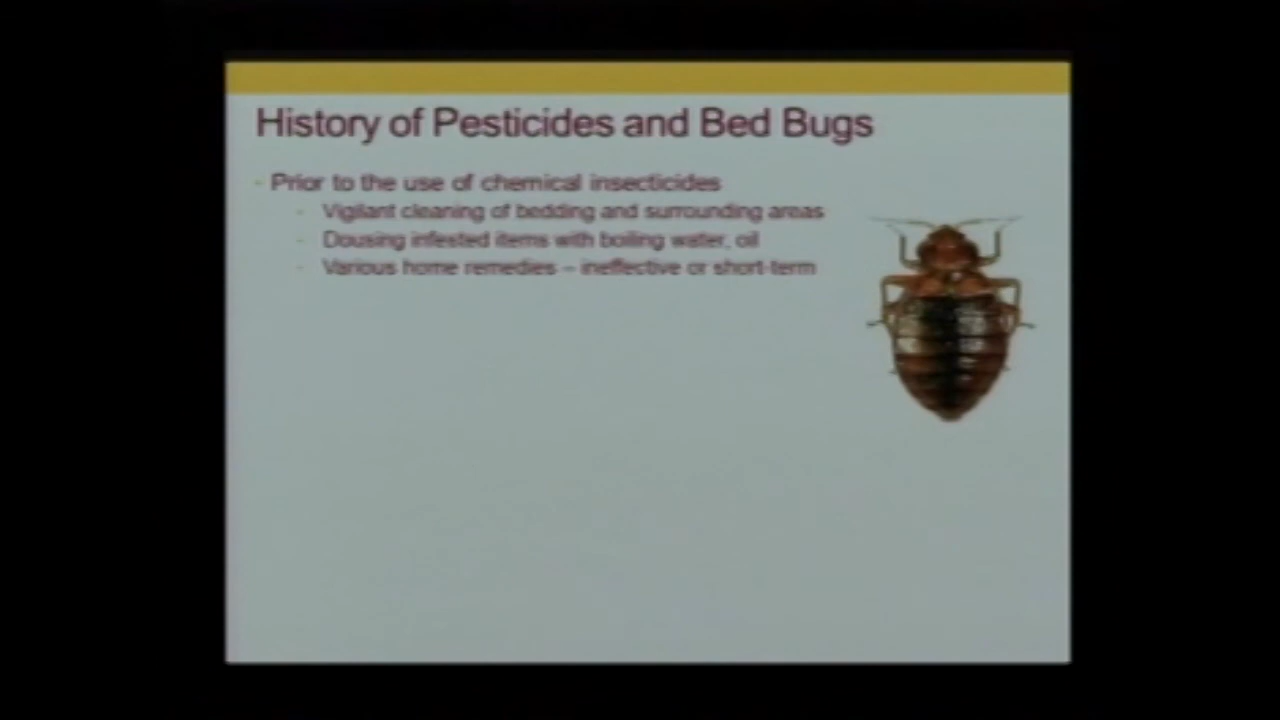 History of Pesticides and Bed Bugs
- Prior to the use of chemical insecticides
- Vigilant cleaning of bedding and surrounding areas
- Dousing infested items with boiling water, oil
- Various home remedies – ineffective or short-term